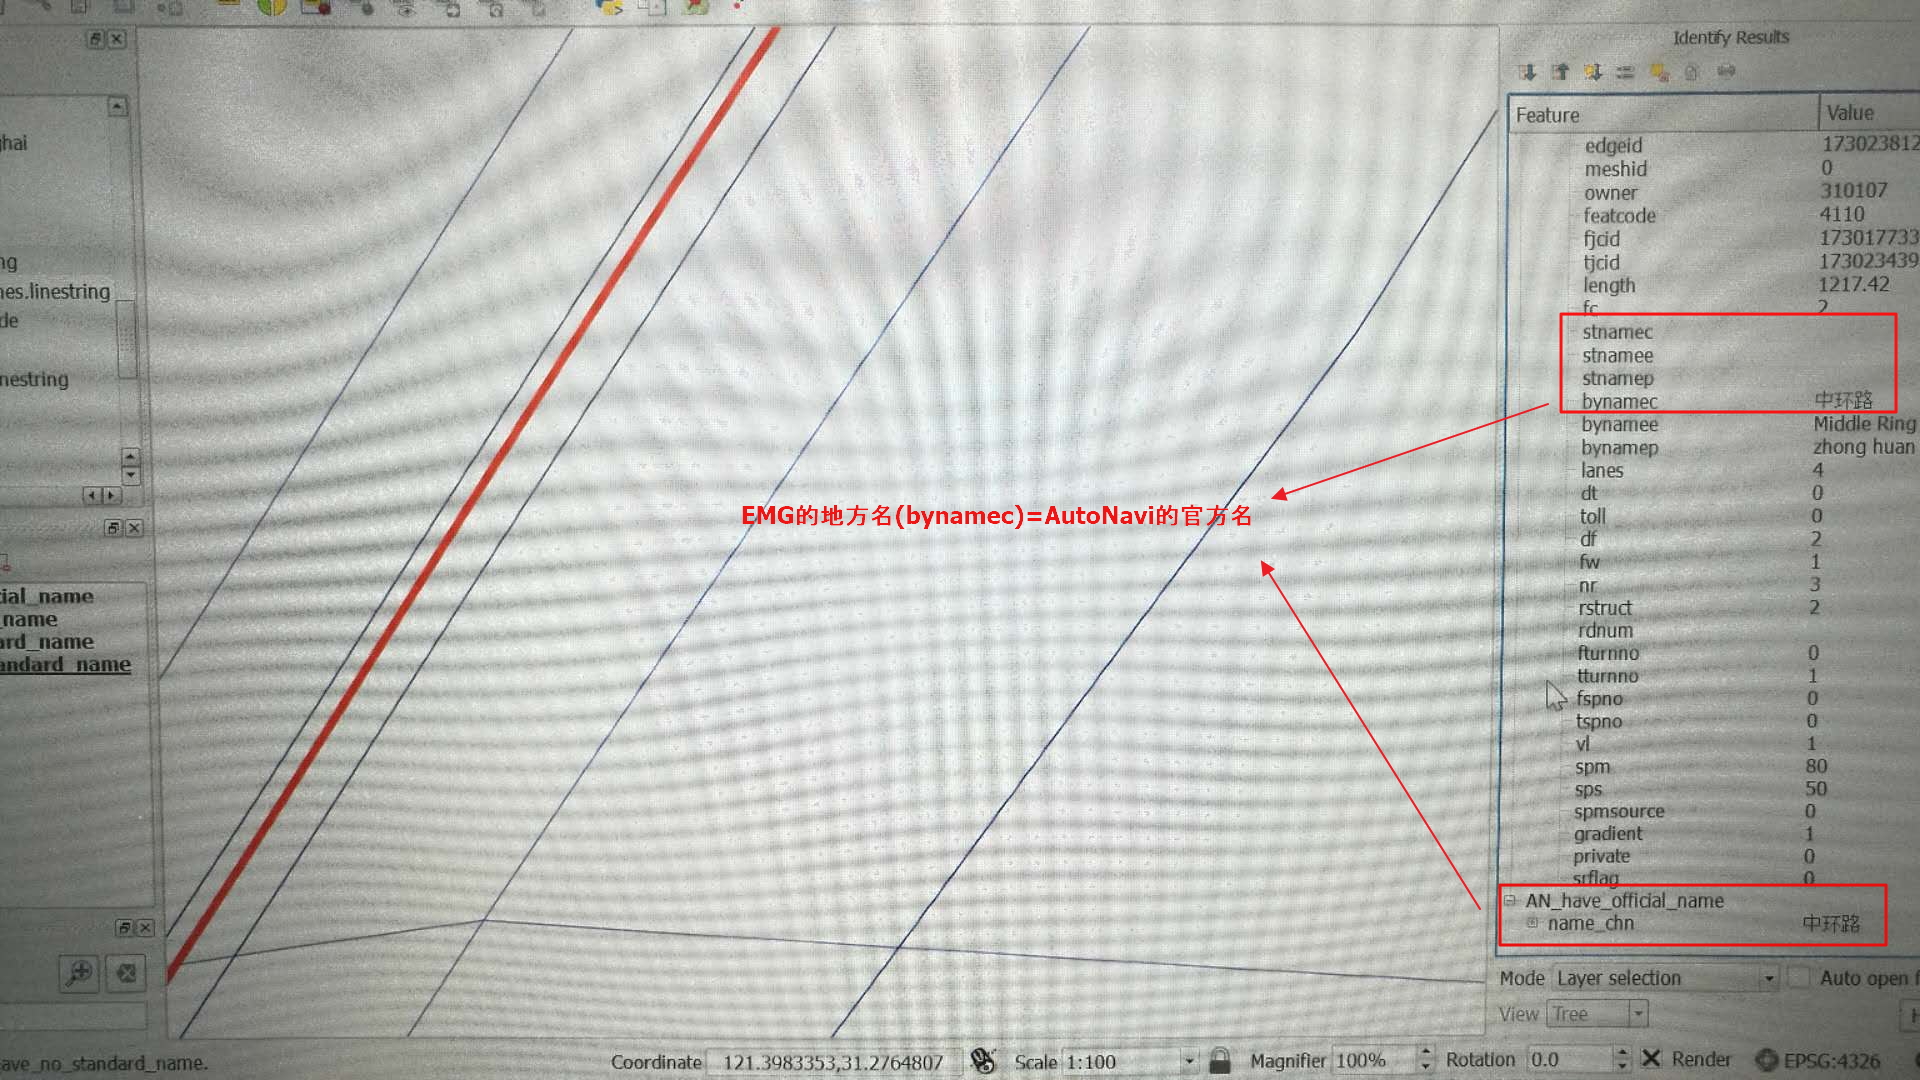 Identify Results
Feature
Value
edgeid 173023812
meshid 0
owner 310107
featcode 4110
fjcid 173017733
tjcid 173023439
length 1217.42
fc 2
stnamec
stnamee
stnamep
bynamec 中环路
bynamee Middle Ring
bynamep zhong huan
lanes 4
dt 0
toll 0
df 2
fw 1
nr 3
rstruct 2
rdnum
fturnno 0
tturnno 1
fspno 0
tspno 0
vl 1
spm 80
sps 50
spmsource 0
gradient 1
private 0
srflag 0
AN_have_official_name
name_chn 中环路
Mode Layer selection
Auto open f
View Tree
hai
ng
nes.linestring
de
nestring
EMG的地方名(bynamec)=AutoNavi的官方名
cial_name
_name
ard_name
andard_name
ave_no_standard_name.
Coordinate 121.3983353,31.2764807
Scale 1:100
Magnifier 100%
Rotation 0.0
Render
EPSG:4326